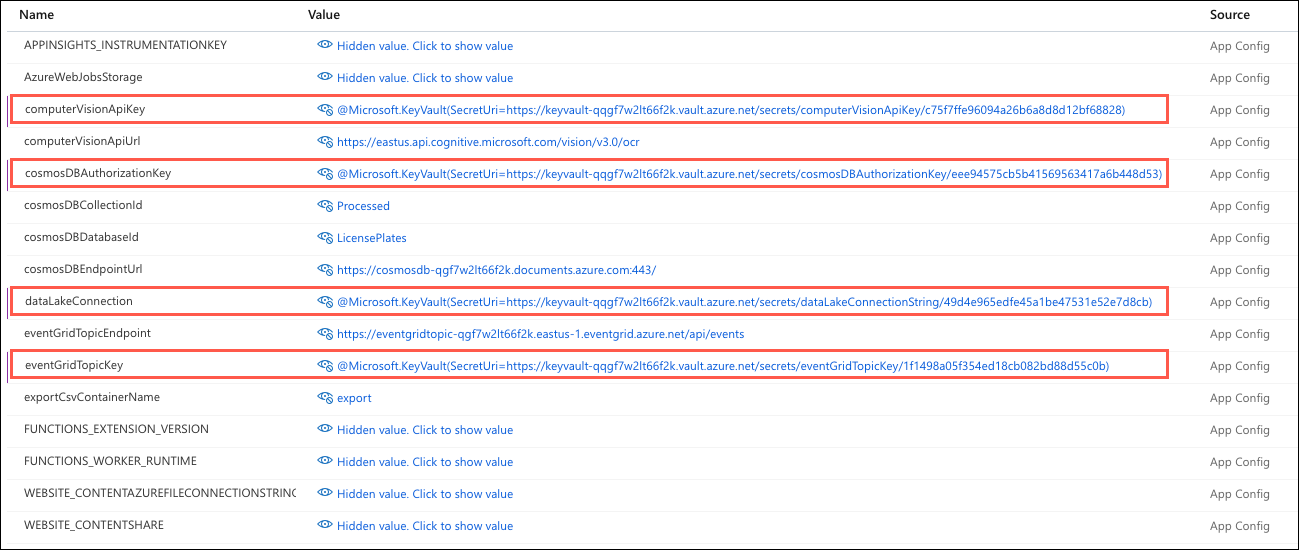 Name Value Source
APPINSIGHTS_INSTRUMENTATIONKEY Hidden value. Click to show value App Config
AzureWebJobsStorage Hidden value. Click to show value App Config
computerVisionApiKey @Microsoft.KeyVault(SecretUri=https://keyvault-qqgf7w2lt66f2k.vault.azure.net/secrets/computerVisionApiKey/c75f7ffe96094a26b6a8d8d12bf68828) App Config
computerVisionApiUrl https://eastus.api.cognitive.microsoft.com/vision/v3.0/ocr App Config
cosmosDBAuthorizationKey @Microsoft.KeyVault(SecretUri=https://keyvault-qqgf7w2lt66f2k.vault.azure.net/secrets/cosmosDBAuthorizationKey/eee94575cb5b41569563417a6b448d53) App Config
cosmosDBCollectionId Processed App Config
cosmosDBDatabaseId LicensePlates App Config
cosmosDBEndpointUrl https://cosmosdb-qgf7w2lt66f2k.documents.azure.com:443/ App Config
dataLakeConnection @Microsoft.KeyVault(SecretUri=https://keyvault-qqgf7w2lt66f2k.vault.azure.net/secrets/dataLakeConnectionString/49d4e965edfe45a1be47531e52e7d8cb) App Config
eventGridTopicEndpoint https://eventgridtopic-qgf7w2lt66f2k.eastus-1.eventgrid.azure.net/api/events App Config
eventGridTopicKey @Microsoft.KeyVault(SecretUri=https://keyvault-qqgf7w2lt66f2k.vault.azure.net/secrets/eventGridTopicKey/1f1498a05f354ed18cb082bd88d55c0b) App Config
exportCsvContainerName export App Config
FUNCTIONS_EXTENSION_VERSION Hidden value. Click to show value App Config
FUNCTIONS_WORKER_RUNTIME Hidden value. Click to show value App Config
WEBSITE_CONTENTAZUREFILECONNECTIONSTRING Hidden value. Click to show value App Config
WEBSITE_CONTENTSHARE Hidden value. Click to show value App Config